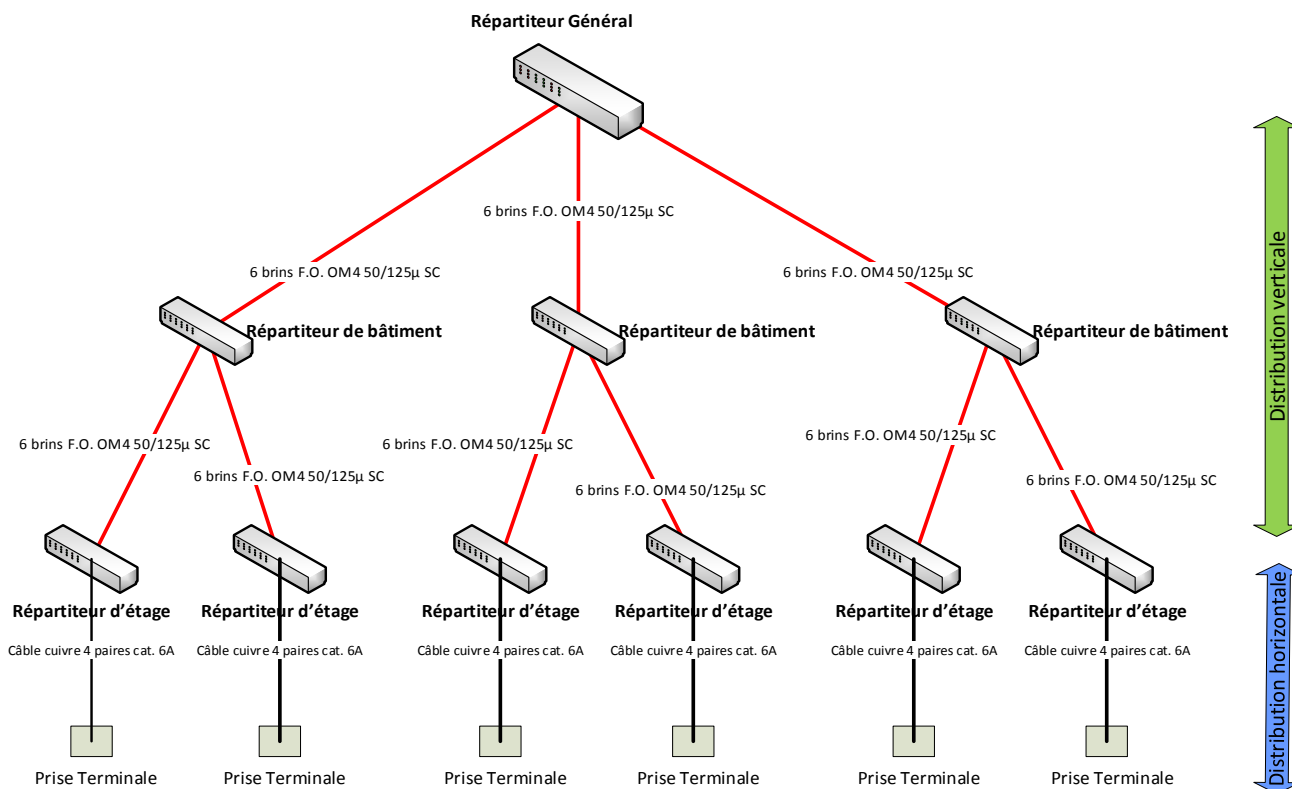 Répartiteur Général
6 brins F.O. OM4 50/125µ SC
6 brins F.O. OM4 50/125µ SC
6 brins F.O. OM4 50/125µ SC
Répartiteur de bâtiment
Répartiteur de bâtiment
Répartiteur de bâtiment
6 brins F.O. OM4 50/125µ SC
6 brins F.O. OM4 50/125µ SC
6 brins F.O. OM4 50/125µ SC
6 brins F.O. OM4 50/125µ SC
6 brins F.O. OM4 50/125µ SC
6 brins F.O. OM4 50/125µ SC
Distribution verticale
Répartiteur d'étage
Répartiteur d'étage
Répartiteur d'étage
Répartiteur d'étage
Répartiteur d'étage
Répartiteur d'étage
Câble cuivre 4 paires cat. 6A
Câble cuivre 4 paires cat. 6A
Câble cuivre 4 paires cat. 6A
Câble cuivre 4 paires cat. 6A
Câble cuivre 4 paires cat. 6A
Câble cuivre 4 paires cat. 6A
Prise Terminale
Prise Terminale
Prise Terminale
Prise Terminale
Prise Terminale
Prise Terminale
Distribution horizontale